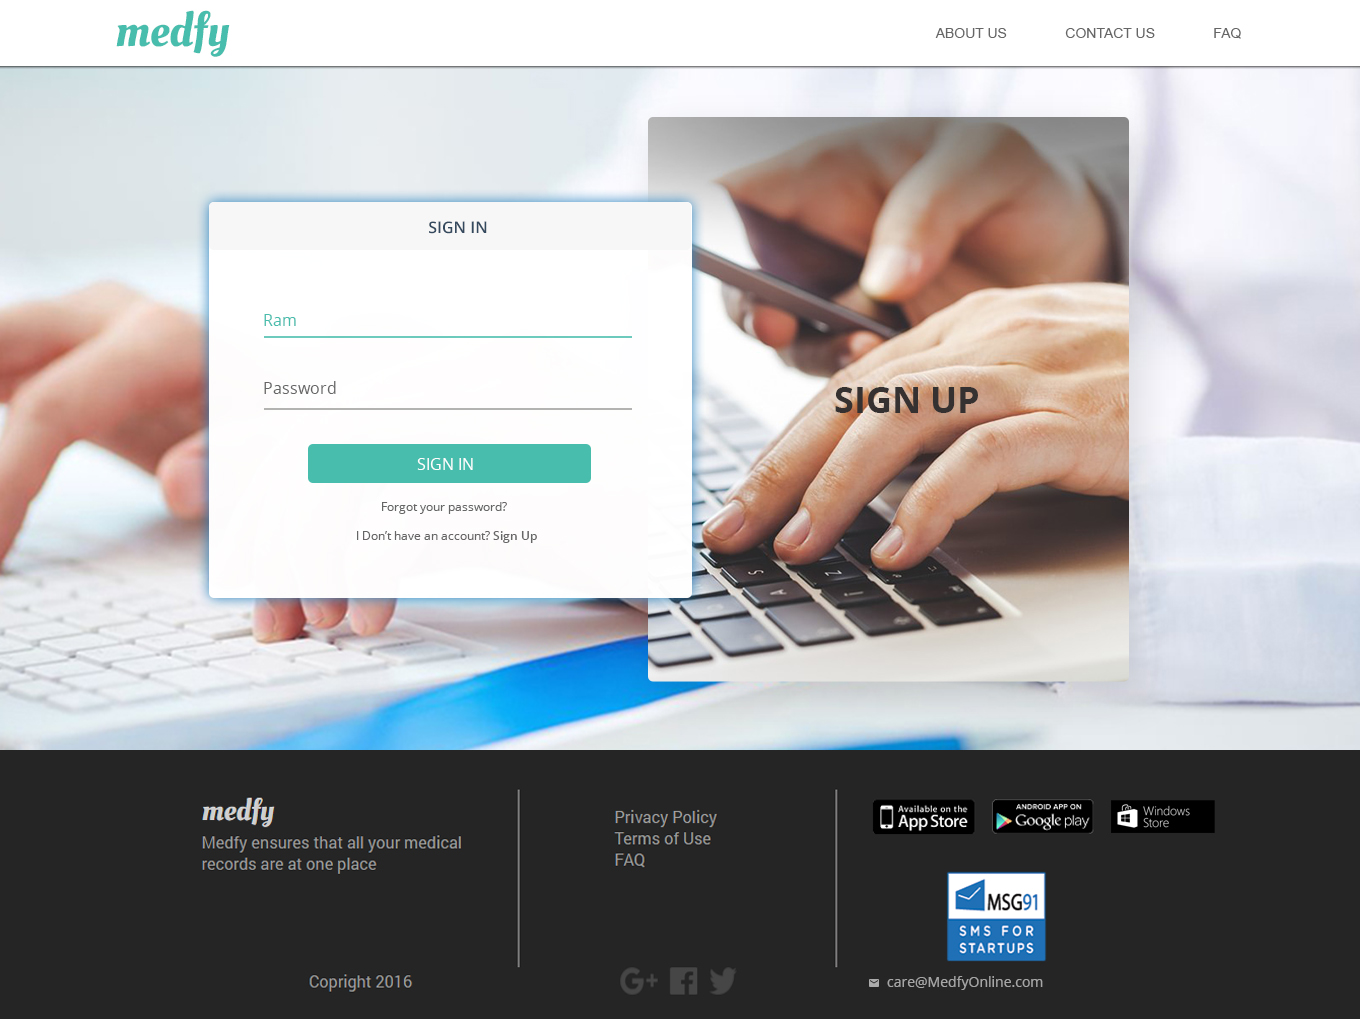 medfy
ABOUT US
CONTACT US
FAQ
SIGN IN
Ram
Password
SIGN IN
Forgot your password?
I Don't have an account? Sign Up
SIGN UP
medfy
Medfy ensures that all your medical
records are at one place
Copright 2016
Privacy Policy
Terms of Use
FAQ
G+
Available on the
App Store
ANDROID APP ON
Google play
Windows
Store
MSG91
SMS FOR
STARTUPS
care@MedfyOnline.com